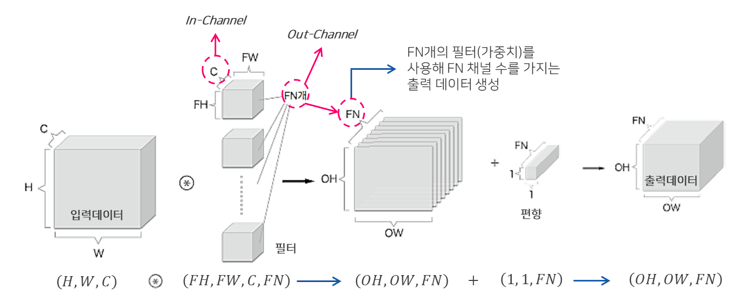 In-Channel
Out-Channel
FN개의 필터(가중치)를
사용해 FN 채널 수를 가지는
출력 데이터 생성
FW
C
FH
FN개
FN
C
H
입력데이터
W
⊛
필터
OH
OW
+
FN
1
1
편향
FN
OH
출력데이터
OW
(H, W, C) ⊛ (FH, FW, C, FN) (OH, OW, FN) + (1, 1, FN) (OH, OW, FN)